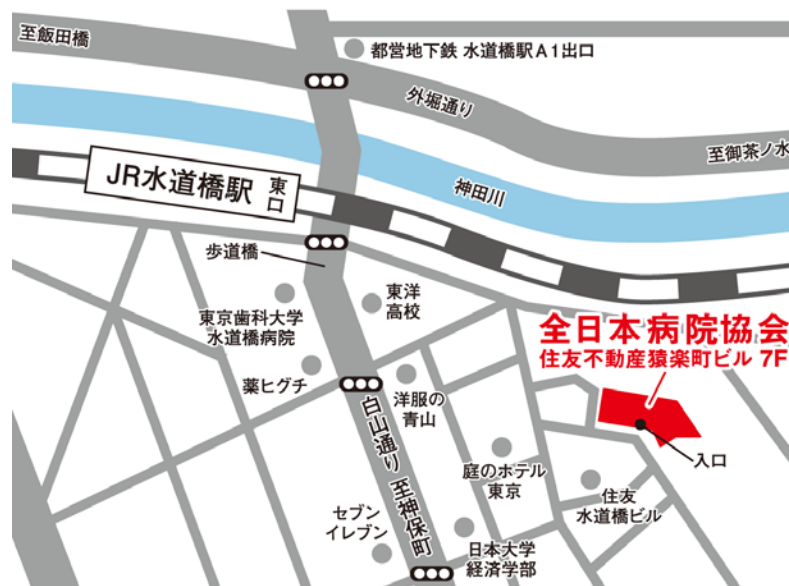 至飯田橋
都営地下鉄 水道橋駅A1出口
外堀通り
至御茶ノ水
神田川
JR水道橋駅
東口
歩道橋
東京歯科大学
水道橋病院
東洋
高校
全日本病院協会
住友不動産猿楽町ビル 7F
薬ヒグチ
洋服の
青山
白山通り 至神保町
入口
庭のホテル
東京
住友
水道橋ビル
セブン
イレブン
日本大学
経済学部